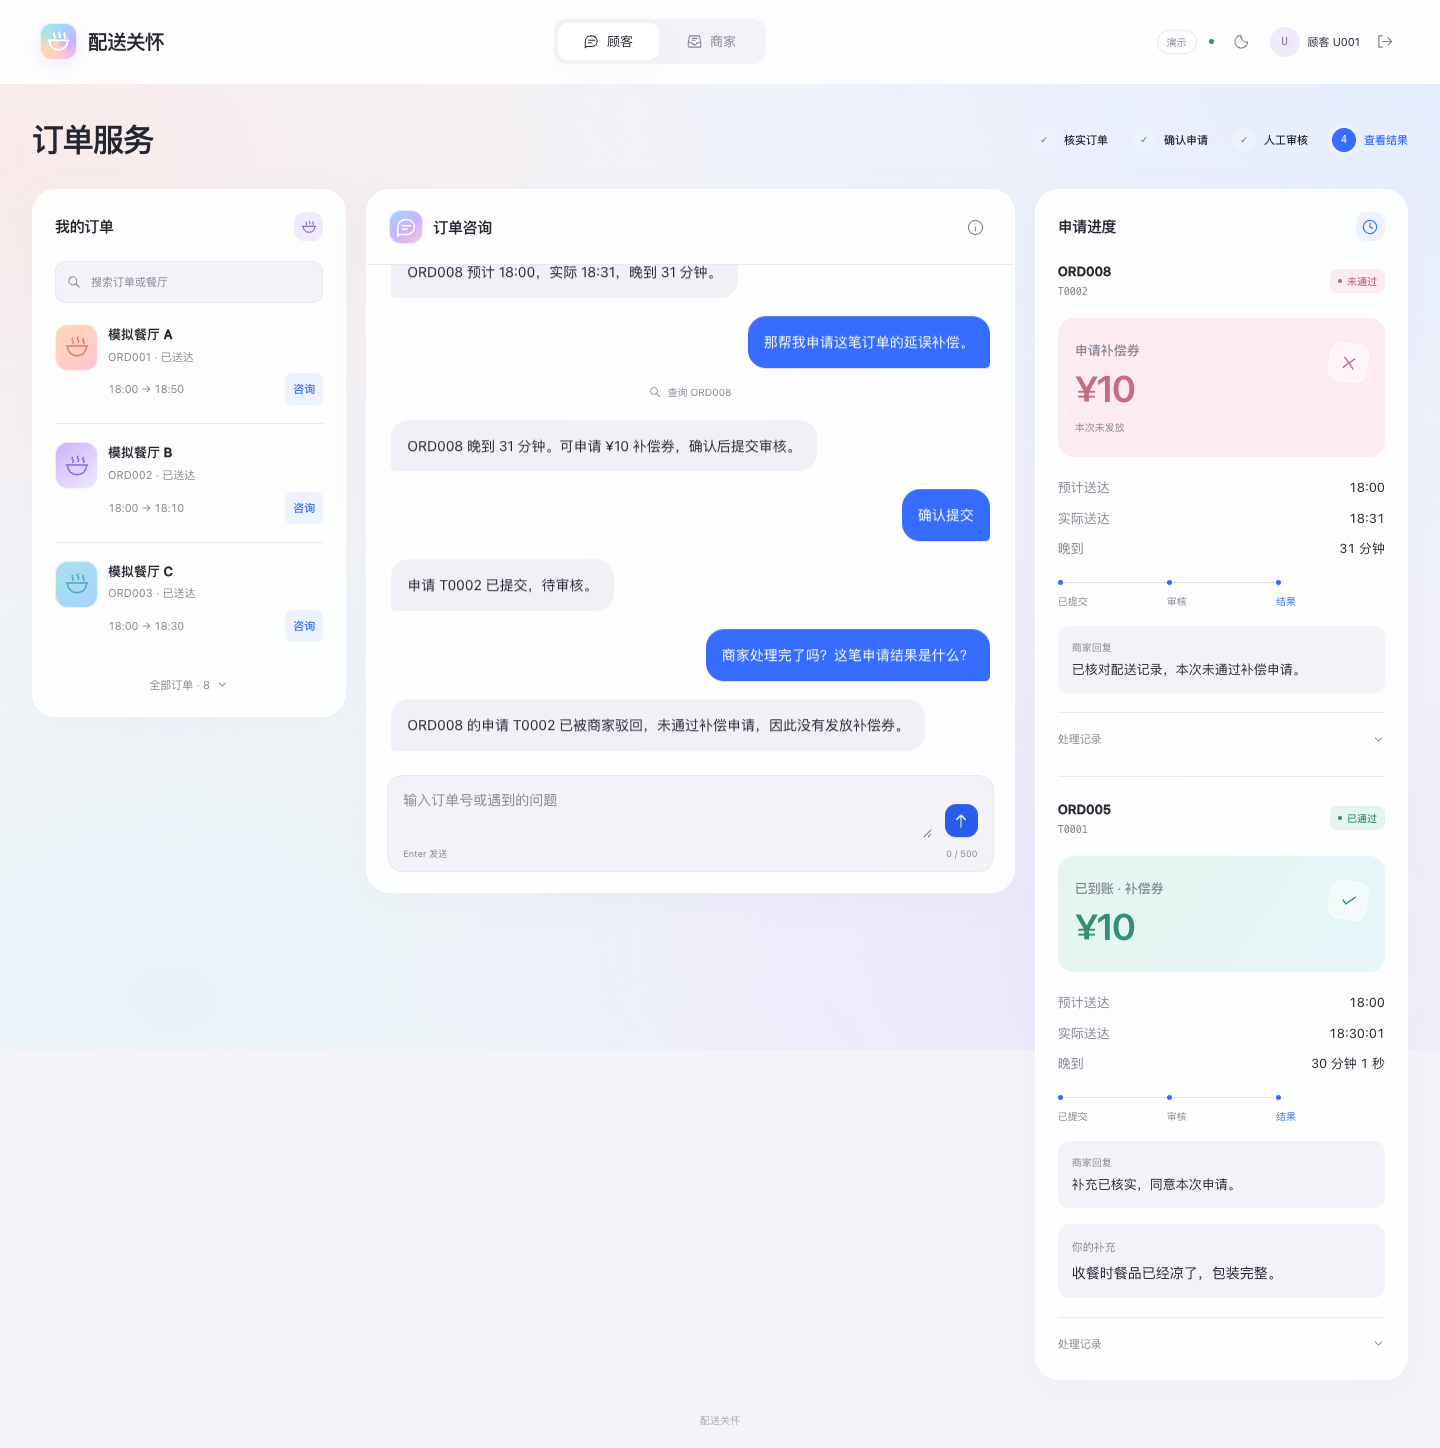 配送关怀
顾客
商家
演示
U
顾客 U001
订单服务
✓ 核实订单
✓ 确认申请
✓ 人工审核
4 查看结果
我的订单
搜索订单或餐厅
模拟餐厅 A
ORD001 · 已送达
18:00 → 18:50
咨询
模拟餐厅 B
ORD002 · 已送达
18:00 → 18:10
咨询
模拟餐厅 C
ORD003 · 已送达
18:00 → 18:30
咨询
全部订单 · 8
订单咨询
ORD008 预计 18:00，实际 18:31，晚到 31 分钟。
那帮我申请这笔订单的延误补偿。
查询 ORD008
ORD008 晚到 31 分钟。可申请 ¥10 补偿券，确认后提交审核。
确认提交
申请 T0002 已提交，待审核。
商家处理完了吗？这笔申请结果是什么？
ORD008 的申请 T0002 已被商家驳回，未通过补偿申请，因此没有发放补偿券。
输入订单号或遇到的问题
Enter 发送
0 / 500
申请进度
ORD008
T0002
未通过
申请补偿券
¥10
本次未发放
预计送达 18:00
实际送达 18:31
晚到 31 分钟
已提交 审核 结果
商家回复
已核对配送记录，本次未通过补偿申请。
处理记录
ORD005
T0001
已通过
已到账 · 补偿券
¥10
预计送达 18:00
实际送达 18:30:01
晚到 30 分钟 1 秒
已提交 审核 结果
商家回复
补充已核实，同意本次申请。
你的补充
收餐时餐品已经凉了，包装完整。
处理记录
配送关怀